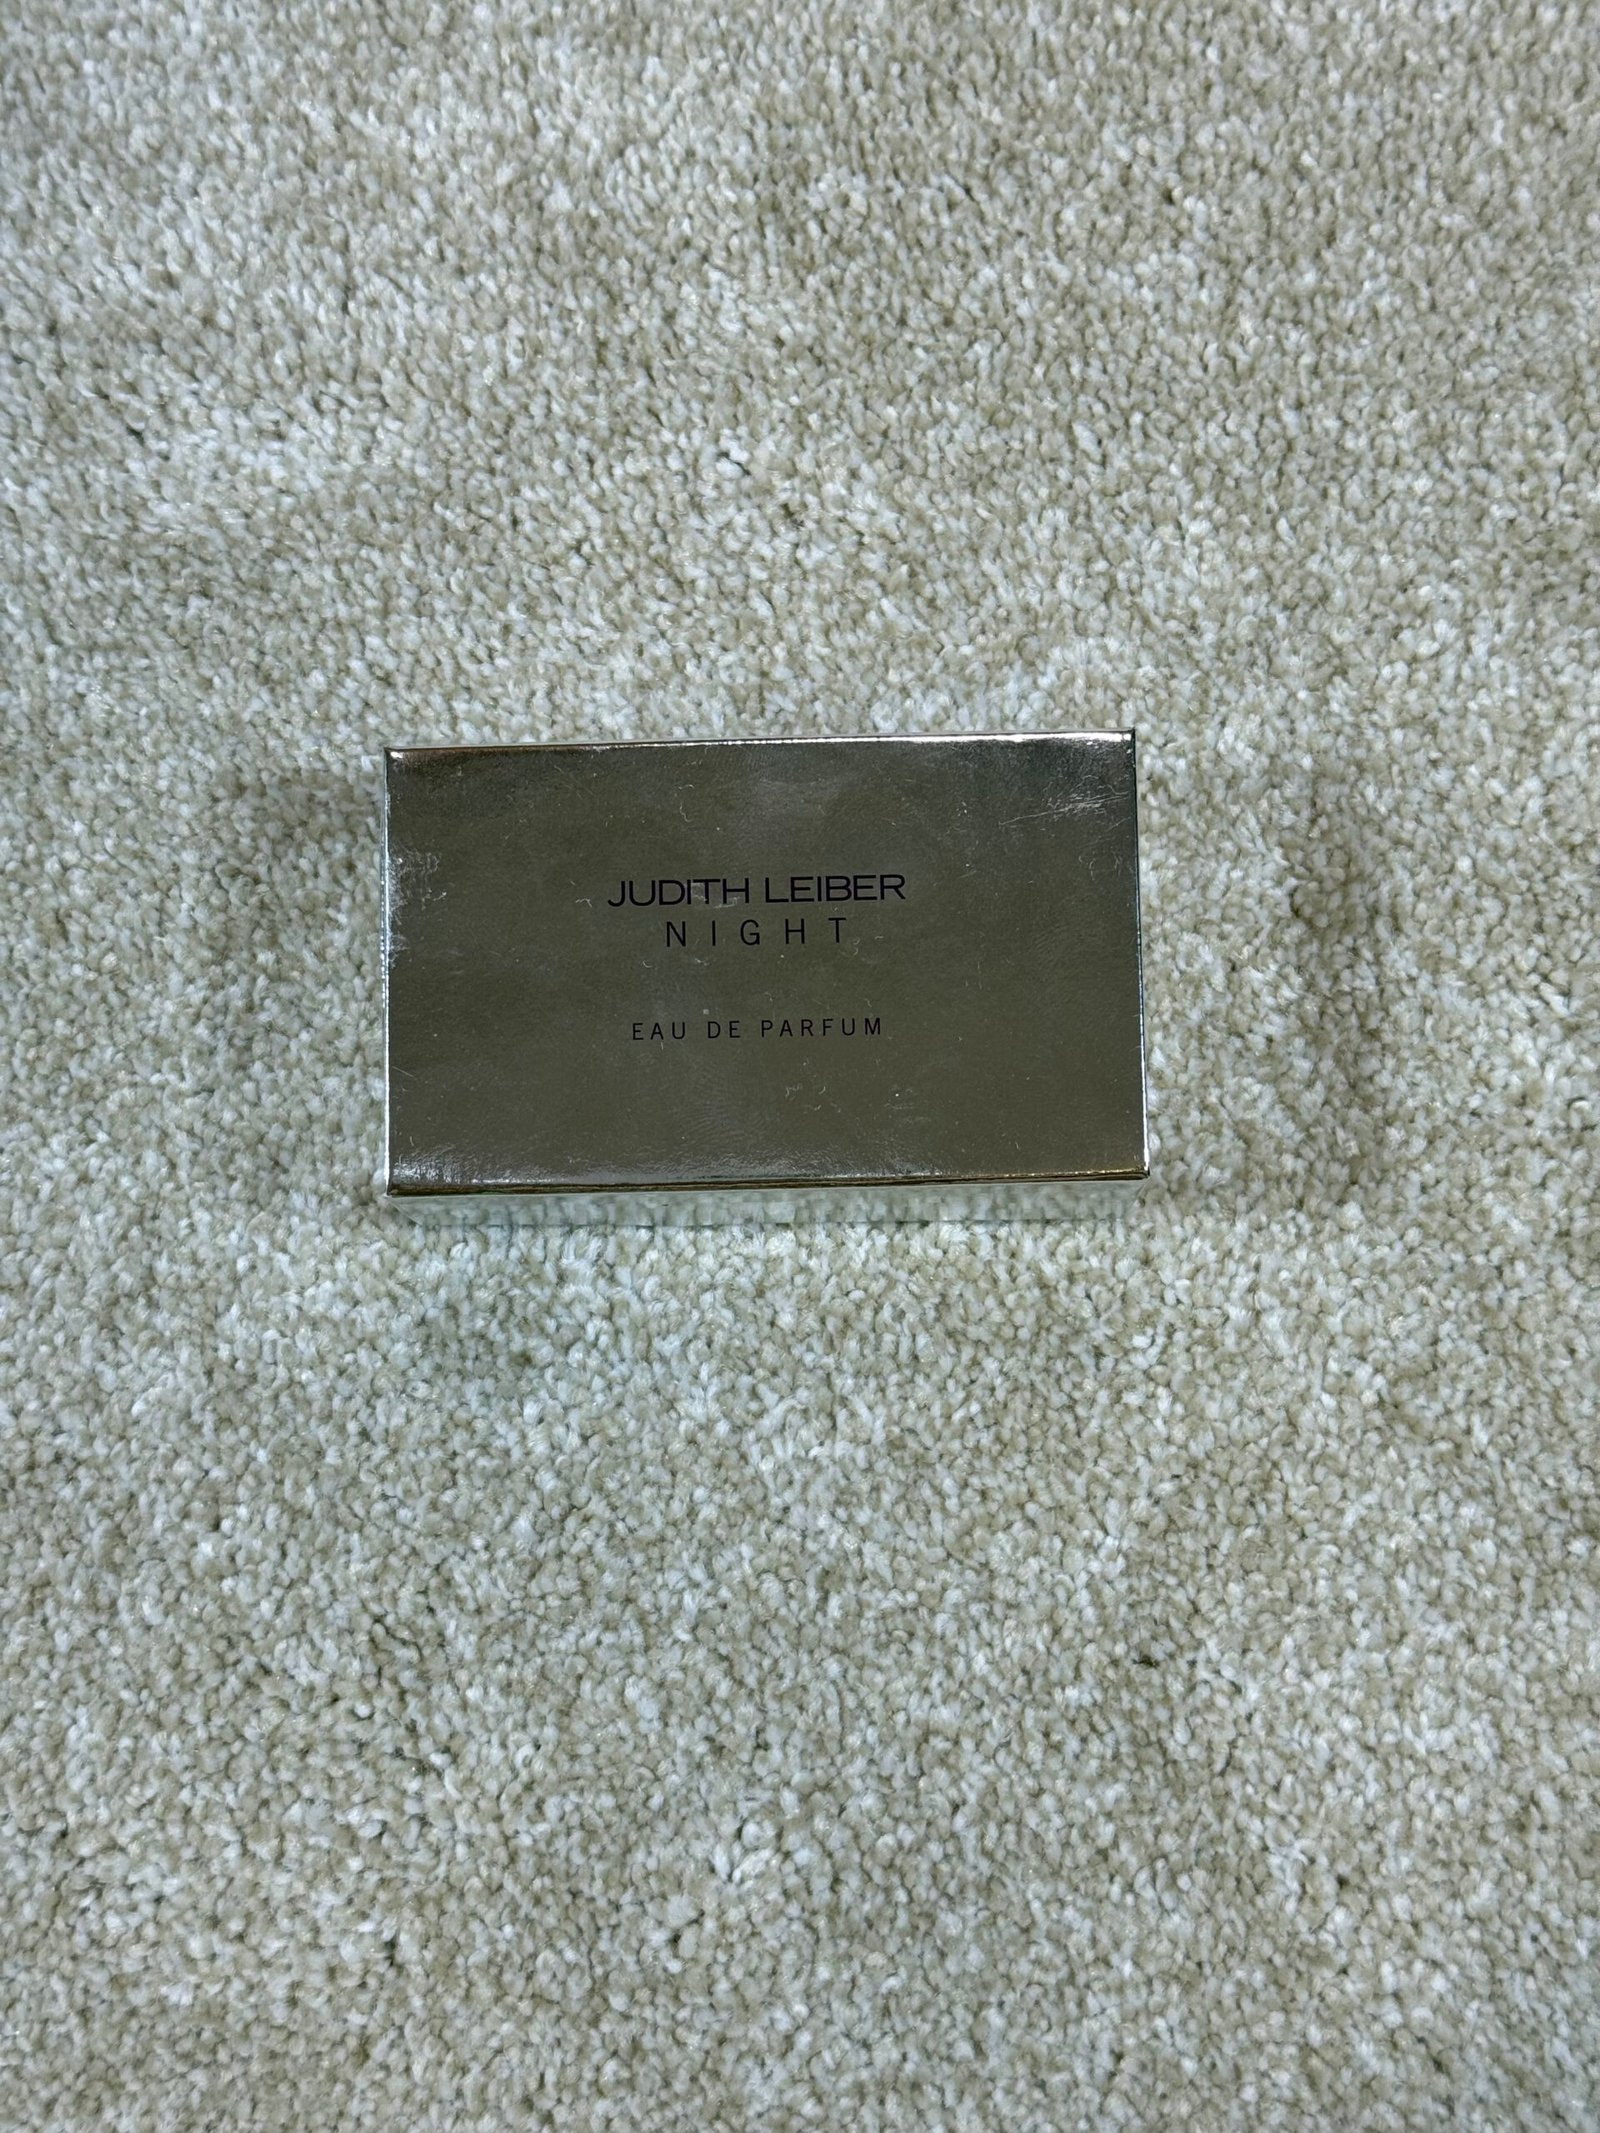 JUDITH LEIBER
NIGHT
EAU DE PARFUM